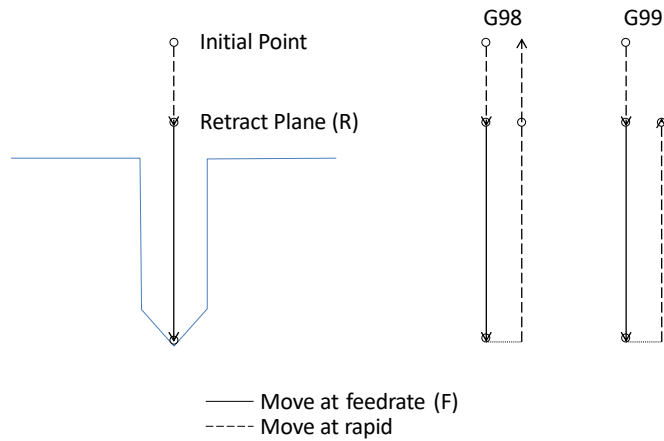 G98
G99
Initial Point
Retract Plane (R)
Move at feedrate (F)
Move at rapid